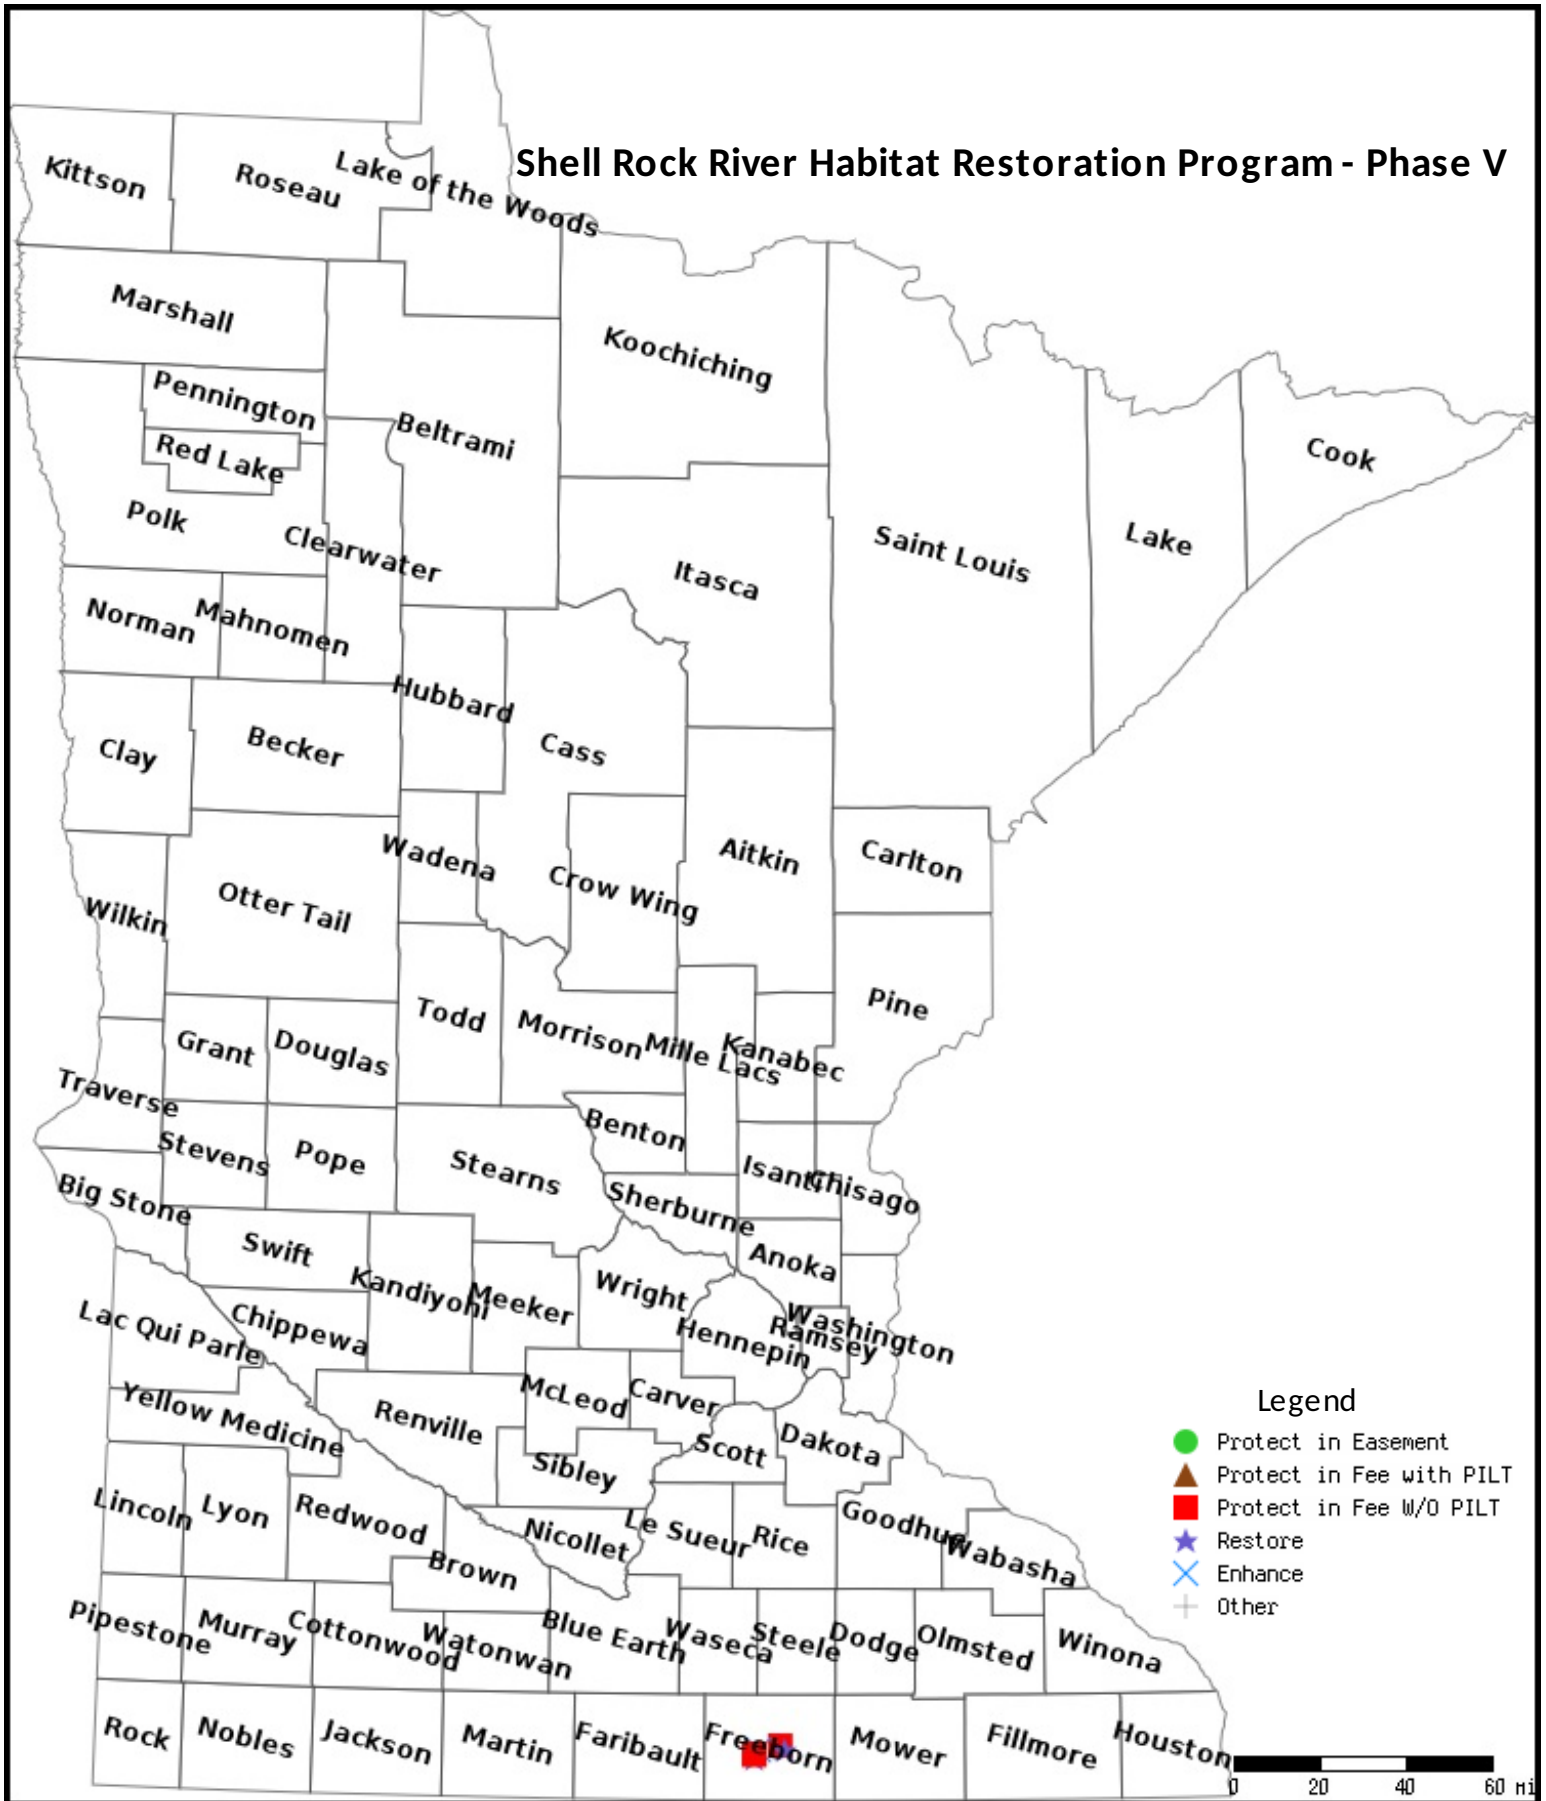 Shell Rock River Habitat Restoration Program - Phase V
Kittson
Roseau
Lake of the Woods
Marshall
Koochiching
Pennington
Beltrami
Red Lake
Cook
Polk
Clearwater
Saint Louis
Lake
Itasca
Norman
Mahnomen
Hubbard
Cass
Clay
Becker
Wadena
Aitkin
Carlton
Crow Wing
Otter Tail
Wilkin
Pine
Todd
Morrison
Mille Lacs
Kanabec
Grant
Douglas
Traverse
Benton
Stevens
Pope
Stearns
Isanti
Chisago
Big Stone
Sherburne
Swift
Anoka
Kandiyohi
Meeker
Wright
Washington
Ramsey
Hennepin
Lac Qui Parle
Chippewa
McLeod
Carver
Yellow Medicine
Renville
Scott
Dakota
Sibley
Lincoln
Lyon
Redwood
Nicollet
Le Sueur
Rice
Goodhue
Wabasha
Brown
Pipestone
Murray
Cottonwood
Watonwan
Blue Earth
Waseca
Steele
Dodge
Olmsted
Winona
Rock
Nobles
Jackson
Martin
Faribault
Freeborn
Mower
Fillmore
Houston
Legend
Protect in Easement
Protect in Fee with PILT
Protect in Fee W/O PILT
Restore
Enhance
Other
0 20 40 60 mi